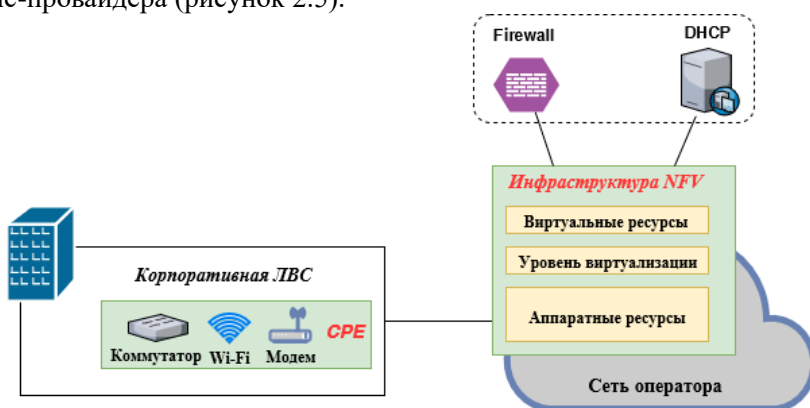 с-провайдера (рисунок 2.5).
Firewall
DHCP
Инфраструктура NFV
Виртуальные ресурсы
Уровень виртуализации
Аппаратные ресурсы
Сеть оператора
Корпоративная ЛВС
CPE
Коммутатор Wi-Fi Модем